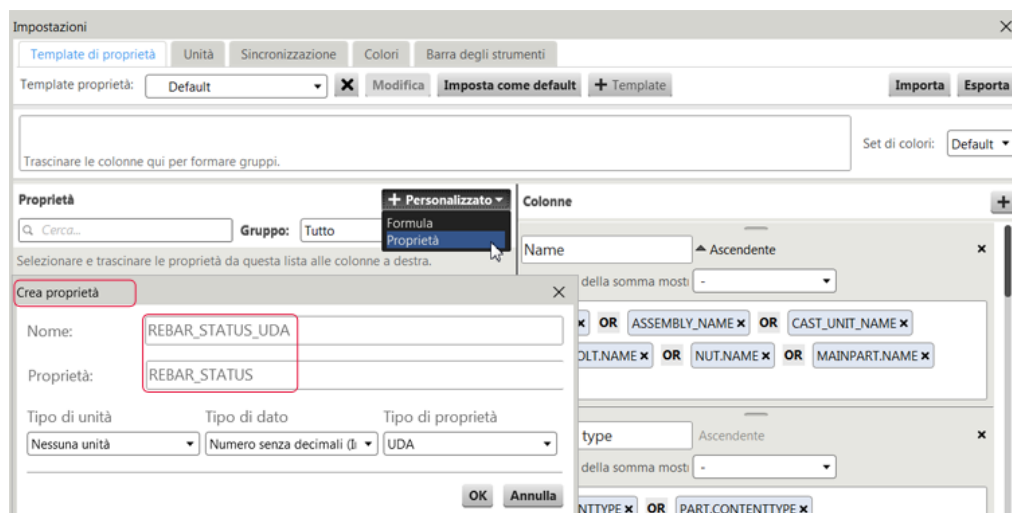 Impostazioni
Template di proprietà Unità Sincronizzazione Colori Barra degli strumenti
Template proprietà: Default Modifica Imposta come default + Template Importa Esporta
Trascinare le colonne qui per formare gruppi.
Set di colori: Default
Proprietà + Personalizzato Colonne
Cerca... Gruppo: Tutto
Formula
Proprietà
Name Ascendente
Selezionare e trascinare le proprietà da questa lista alle colonne a destra.
della somma most -
Crea proprietà
Nome: REBAR_STATUS_UDA
OR ASSEMBLY_NAME OR CAST_UNIT_NAME
OLT.NAME OR NUT.NAME OR MAINPART.NAME
Proprietà: REBAR_STATUS
Tipo di unità Tipo di dato Tipo di proprietà
Nessuna unità Numero senza decimali UDA
type Ascendente
della somma most -
OK Annulla
NTTYPE OR PART.CONTENTTYPE